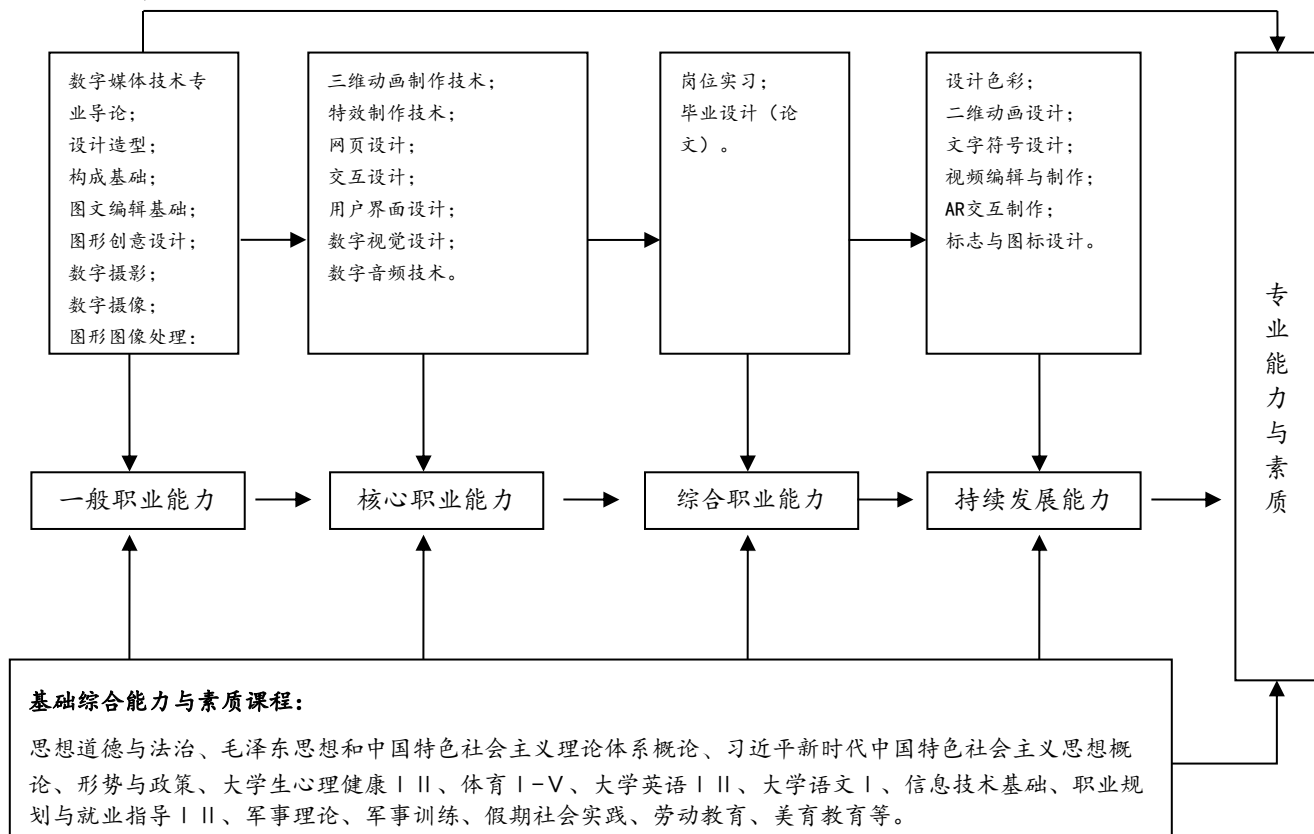 数字媒体技术专
业导论；
设计造型；
构成基础；
图文编辑基础；
图形创意设计；
数字摄影；
数字摄像；
图形图像处理：
三维动画制作技术；
特效制作技术；
网页设计；
交互设计；
用户界面设计；
数字视觉设计；
数字音频技术。
岗位实习；
毕业设计（论
文）。
设计色彩；
二维动画设计；
文字符号设计；
视频编辑与制作；
AR交互制作；
标志与图标设计。
专业能力与素质
一般职业能力
核心职业能力
综合职业能力
持续发展能力
基础综合能力与素质课程：
思想道德与法治、毛泽东思想和中国特色社会主义理论体系概论、习近平新时代中国特色社会主义思想概
论、形势与政策、大学生心理健康ⅠⅡ、体育Ⅰ-Ⅴ、大学英语ⅠⅡ、大学语文Ⅰ、信息技术基础、职业规
划与就业指导ⅠⅡ、军事理论、军事训练、假期社会实践、劳动教育、美育教育等。